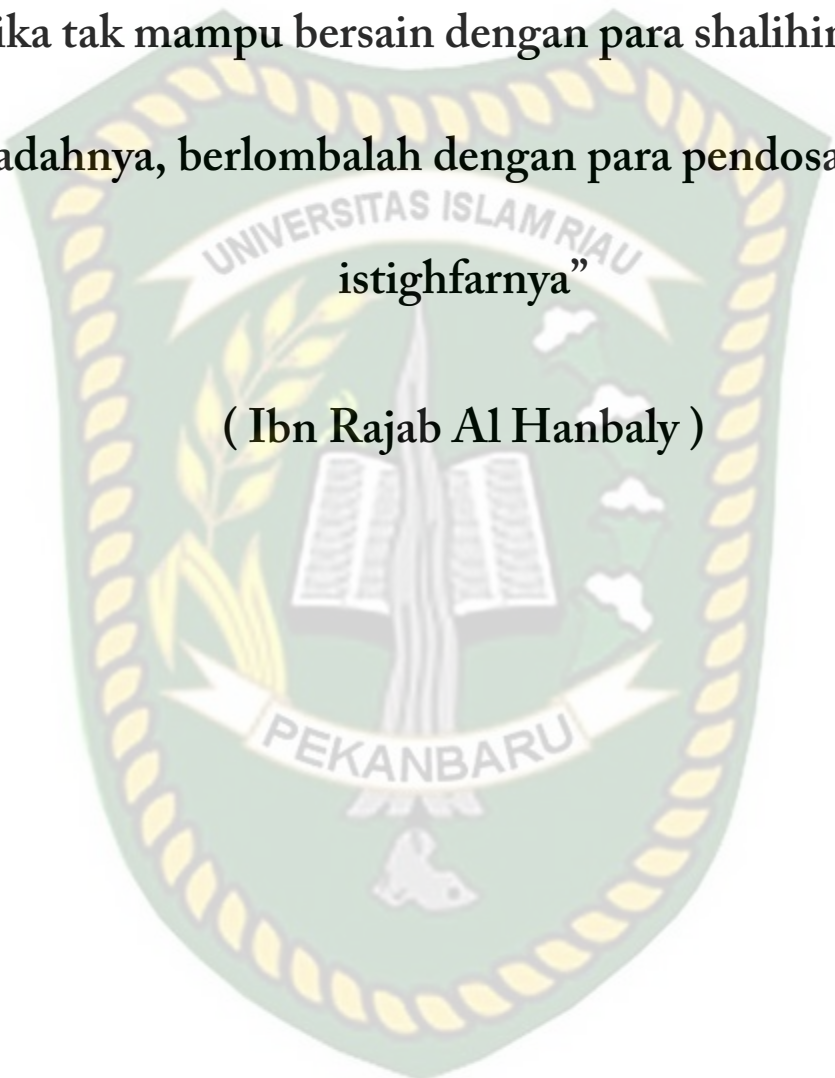 ika tak mampu bersain dengan para shalihin
adahnya, berlombalah dengan para pendosa
UNIVERSITAS ISLAM RIAU
istighfarnya”
( Ibn Rajab Al Hanbaly )
PEKANBARU